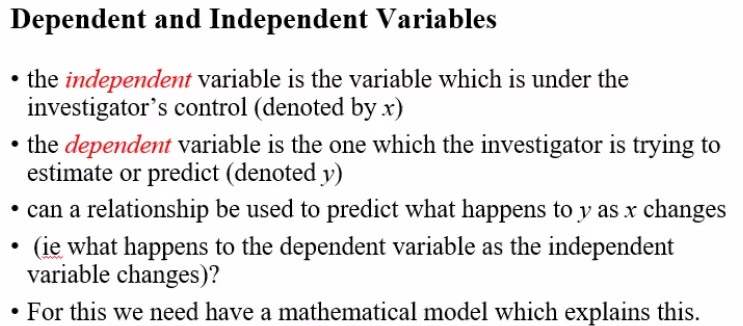 Dependent and Independent Variables
• the independent variable is the variable which is under the
investigator’s control (denoted by x)
• the dependent variable is the one which the investigator is trying to
estimate or predict (denoted y)
• can a relationship be used to predict what happens to y as x changes
• (ie what happens to the dependent variable as the independent
variable changes)?
• For this we need have a mathematical model which explains this.